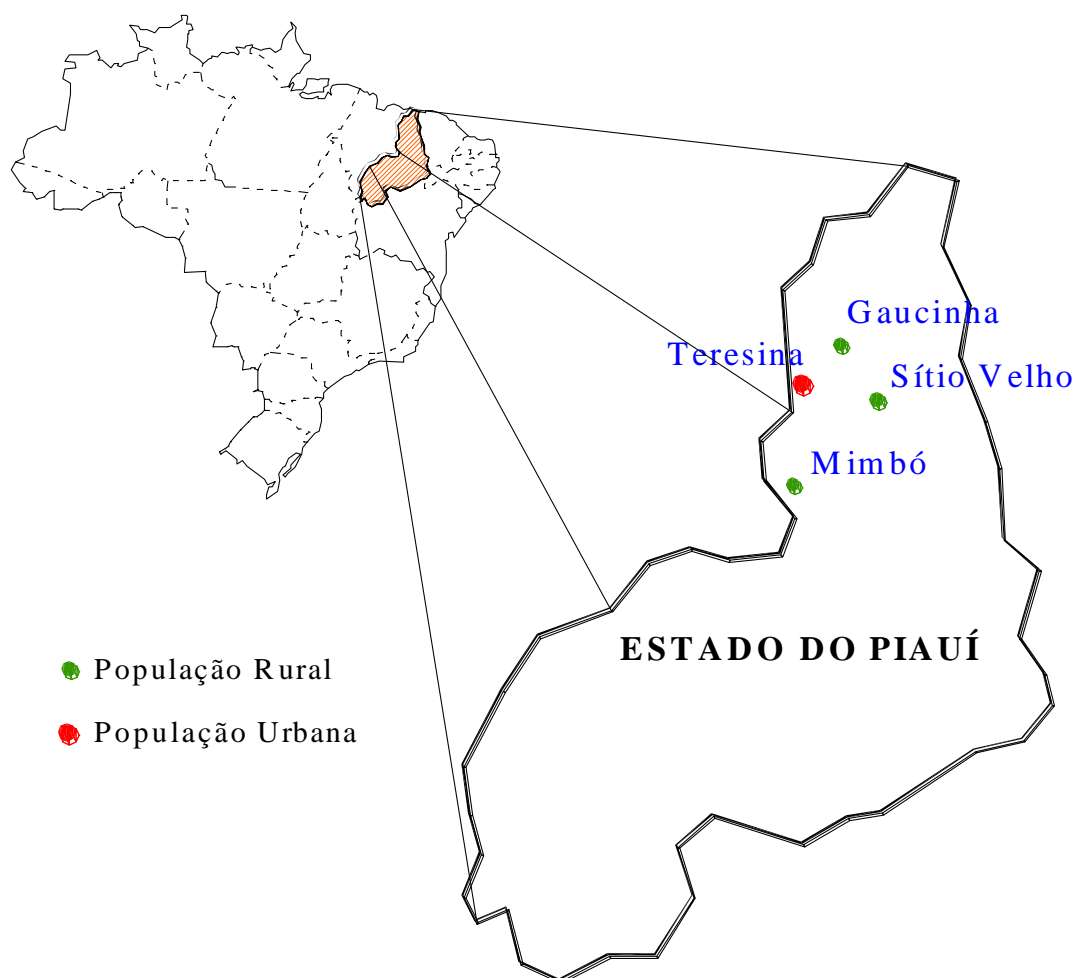 Gaucinha
Teresina
Sítio Velho
Mimbó
ESTADO DO PIAUÍ
População Rural
População Urbana